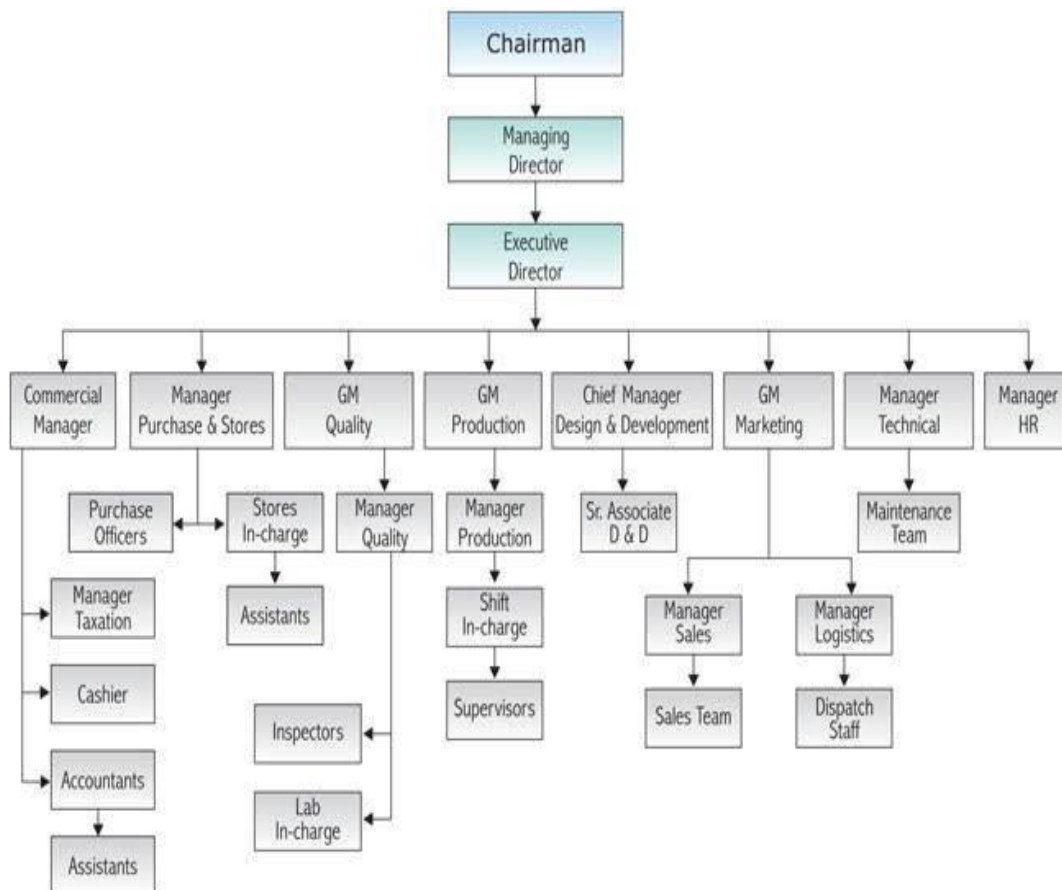 Chairman
Managing
Director
Executive
Director
Commercial
Manager
Manager
Purchase & Stores
GM
Quality
GM
Production
Chief Manager
Design & Development
GM
Marketing
Manager
Technical
Manager
HR
Purchase
Officers
Stores
In-charge
Manager
Quality
Manager
Production
Sr. Associate
D & D
Maintenance
Team
Manager
Taxation
Assistants
Shift
In-charge
Manager
Sales
Manager
Logistics
Cashier
Inspectors
Supervisors
Sales Team
Dispatch
Staff
Accountants
Lab
In-charge
Assistants